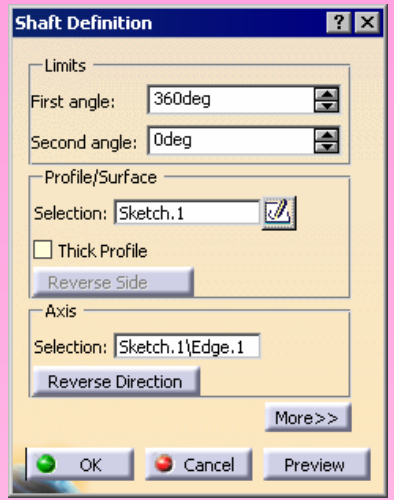 Shaft Definition ? X
Limits
First angle: 360deg
Second angle: 0deg
Profile/Surface
Selection: Sketch.1
Thick Profile
Reverse Side
Axis
Selection: Sketch.1\Edge.1
Reverse Direction
More>>
OK Cancel Preview